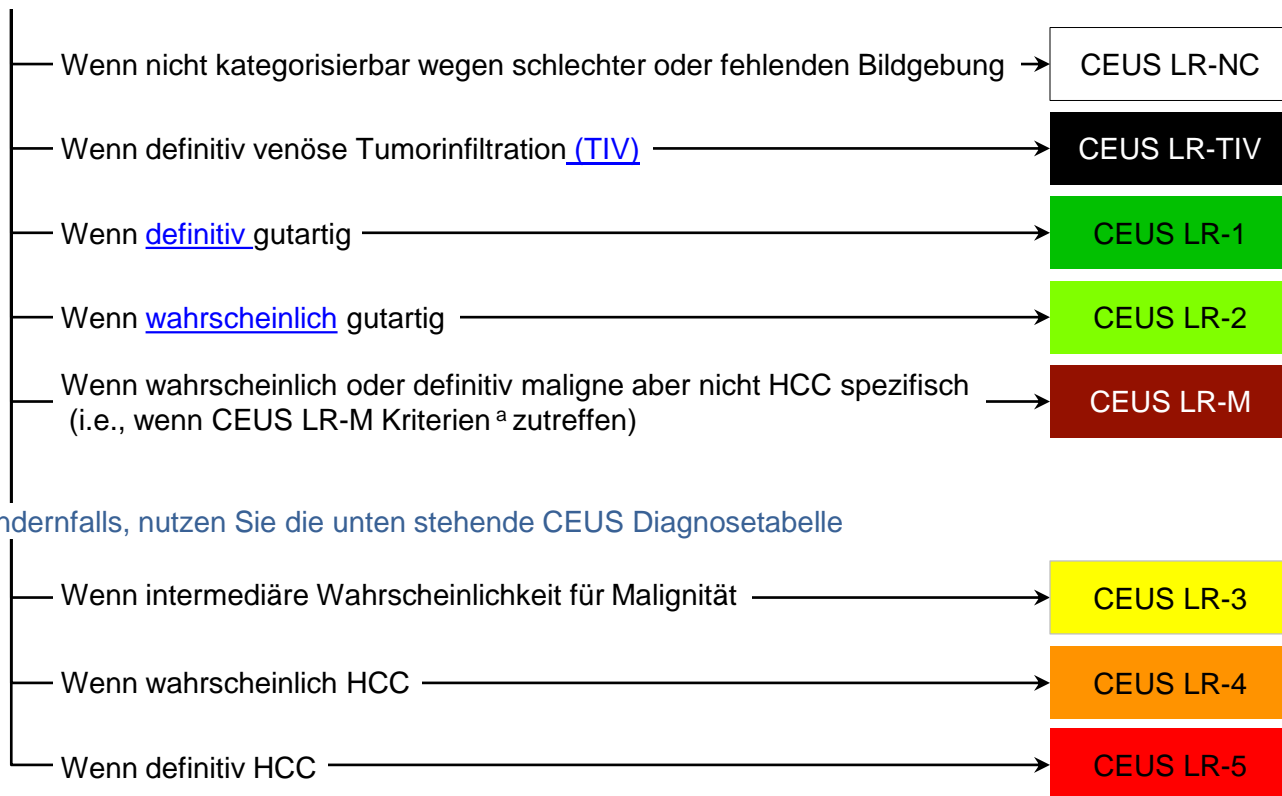 Wenn nicht kategorisierbar wegen schlechter oder fehlenden Bildgebung CEUS LR-NC
Wenn definitiv venöse Tumorinfiltration (TIV) CEUS LR-TIV
Wenn definitiv gutartig CEUS LR-1
Wenn wahrscheinlich gutartig CEUS LR-2
Wenn wahrscheinlich oder definitiv maligne aber nicht HCC spezifisch
(i.e., wenn CEUS LR-M Kriterien a zutreffen) CEUS LR-M
ndernfalls, nutzen Sie die unten stehende CEUS Diagnosetabelle
Wenn intermediäre Wahrscheinlichkeit für Malignität CEUS LR-3
Wenn wahrscheinlich HCC CEUS LR-4
Wenn definitiv HCC CEUS LR-5